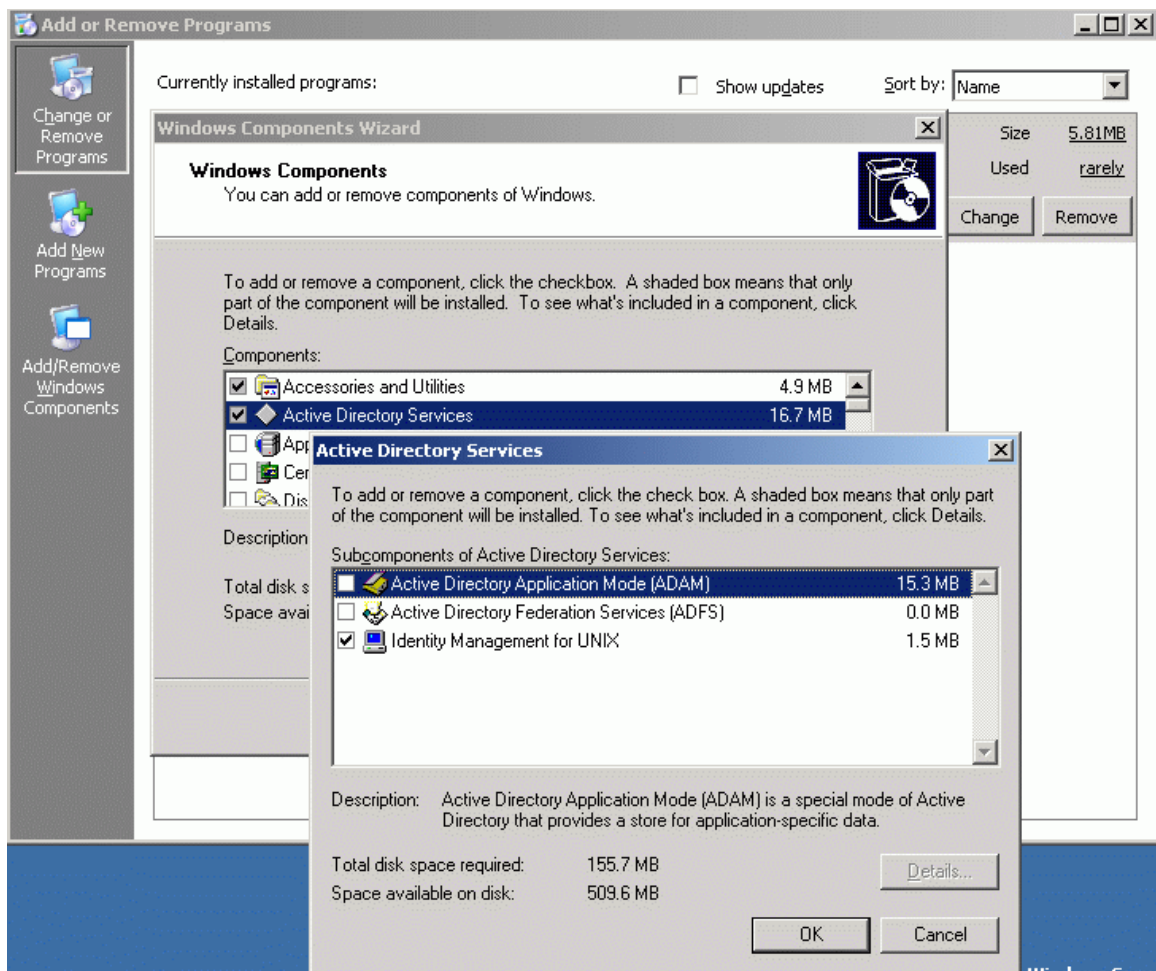 Add or Remove Programs
Change or
Remove
Programs
Add New
Programs
Add/Remove
Windows
Components
Currently installed programs:
Show updates
Sort by:
Name
Size
5.81MB
Used
rarely
Change
Remove
Windows Components Wizard
Windows Components
You can add or remove components of Windows.
To add or remove a component, click the checkbox. A shaded box means that only
part of the component will be installed. To see what's included in a component, click
Details.
Components:
Accessories and Utilities 4.9 MB
Active Directory Services 16.7 MB
Description
Total disk
Active Directory Services
To add or remove a component, click the check box. A shaded box means that only part
of the component will be installed. To see what's included in a component, click Details.
Subcomponents of Active Directory Services:
Active Directory Application Mode (ADAM) 15.3 MB
Active Directory Federation Services (ADFS) 0.0 MB
Identity Management for UNIX 1.5 MB
Description: Active Directory Application Mode (ADAM) is a special mode of Active
Directory that provides a store for application-specific data.
Total disk space required: 155.7 MB
Space available on disk: 509.6 MB
Details...
OK
Cancel